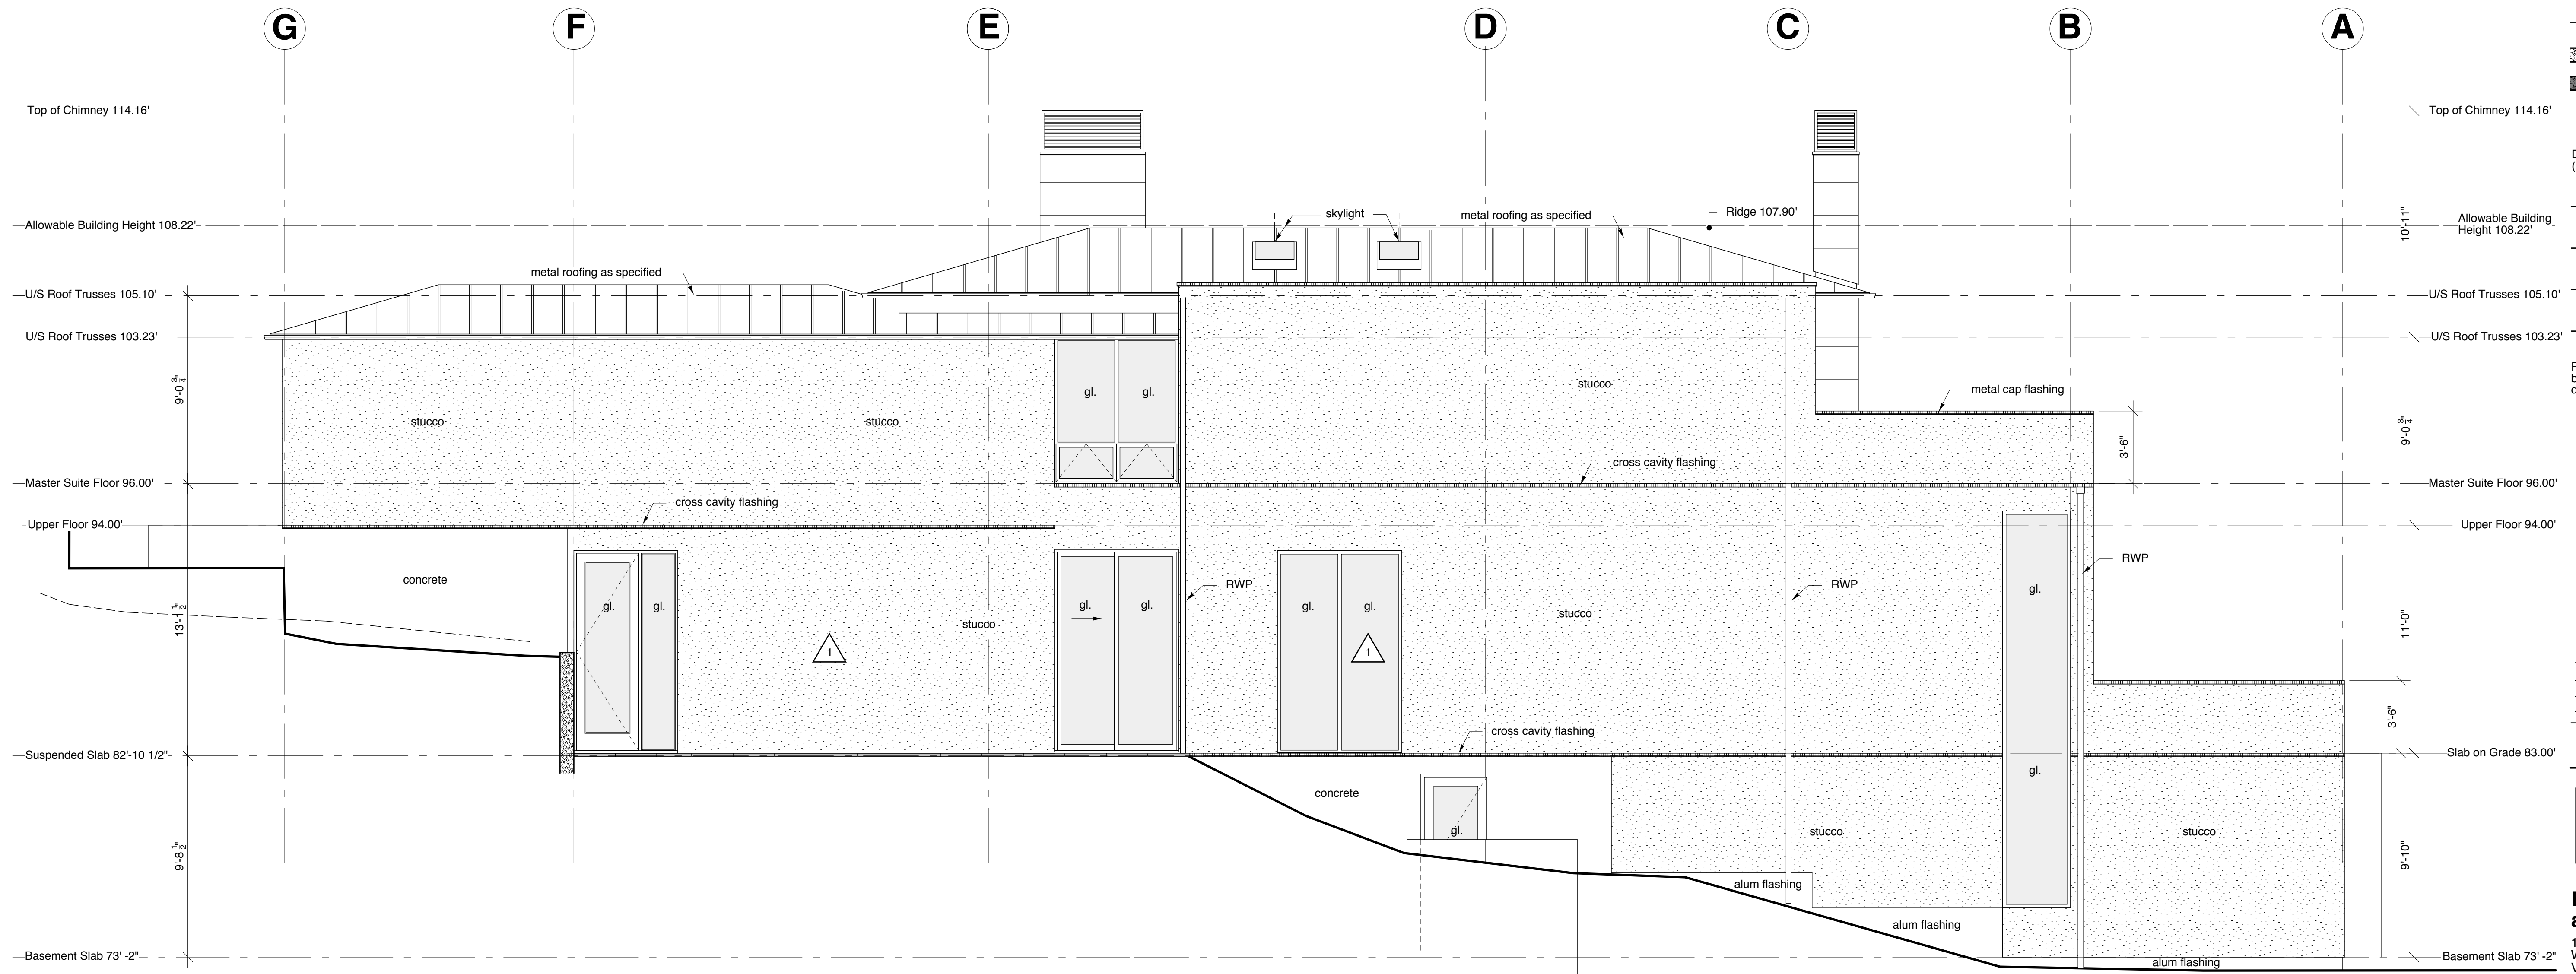 G
F
E
D
C
B
A
Top of Chimney 114.16'
Top of Chimney 114.16'
Allowable Building Height 108.22'
skylight
metal roofing as specified
Ridge 107.90'
Allowable Building
Height 108.22'
10'-11"
metal roofing as specified
U/S Roof Trusses 105.10'
U/S Roof Trusses 105.10'
U/S Roof Trusses 103.23'
U/S Roof Trusses 103.23'
9'-0 3/4"
gl.
gl.
stucco
metal cap flashing
9'-0 3/4"
stucco
stucco
3'-6"
cross cavity flashing
Master Suite Floor 96.00'
Master Suite Floor 96.00'
cross cavity flashing
Upper Floor 94.00'
Upper Floor 94.00'
RWP
concrete
RWP
RWP
gl.
gl.
gl.
gl.
gl.
gl.
gl.
13'-1 1/2"
stucco
stucco
11'-0"
1
1
3'-6"
cross cavity flashing
Suspended Slab 82'-10 1/2"
Slab on Grade 83.00'
gl.
concrete
gl.
stucco
stucco
9'-8 1/2"
9'-10"
alum flashing
alum flashing
Basement Slab 73' -2"
alum flashing
Basement Slab 73' -2"